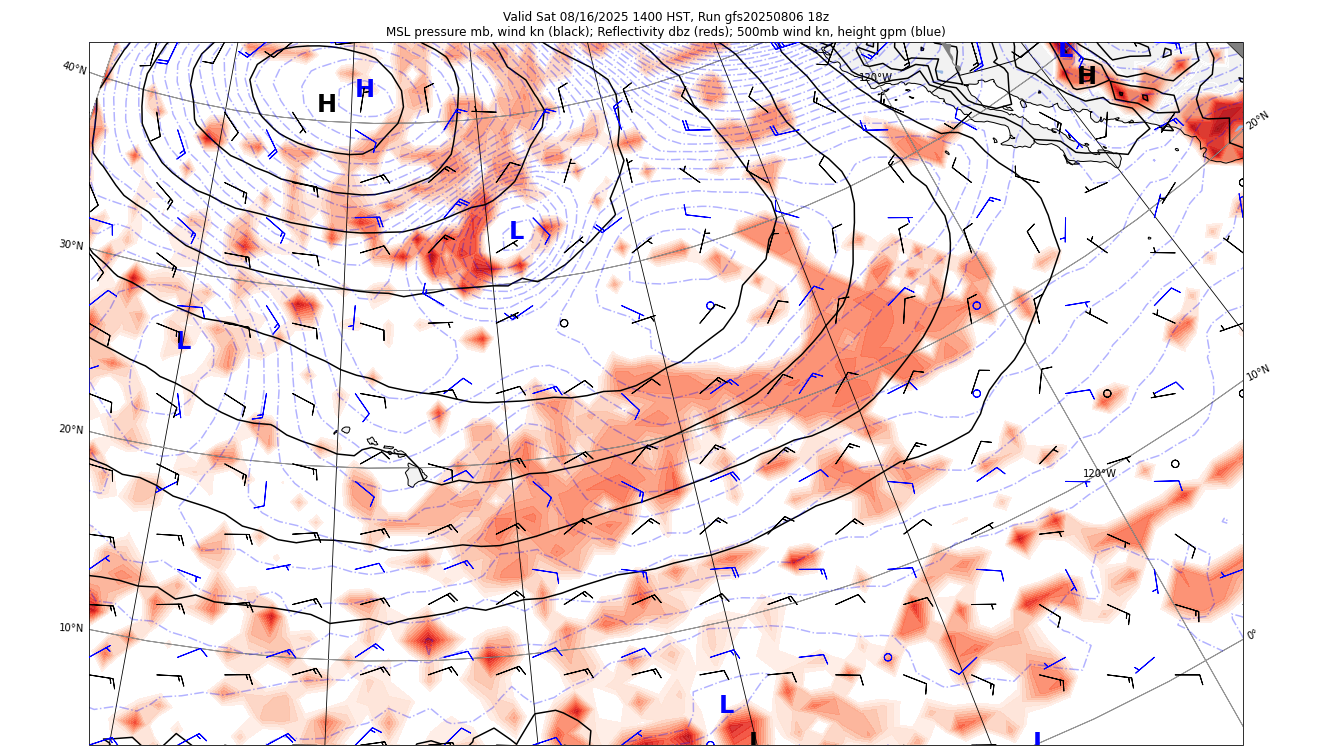 Valid Sat 08/16/2025 1400 HST, Run gfs20250806 18z
MSL pressure mb, wind kn (black); Reflectivity dbz (reds); 500mb wind kn, height gpm (blue)
L
40°N
120°W
H
H
H
20°N
L
30°N
L
10°N
20°N
120°W
10°N
0°
L
L
L